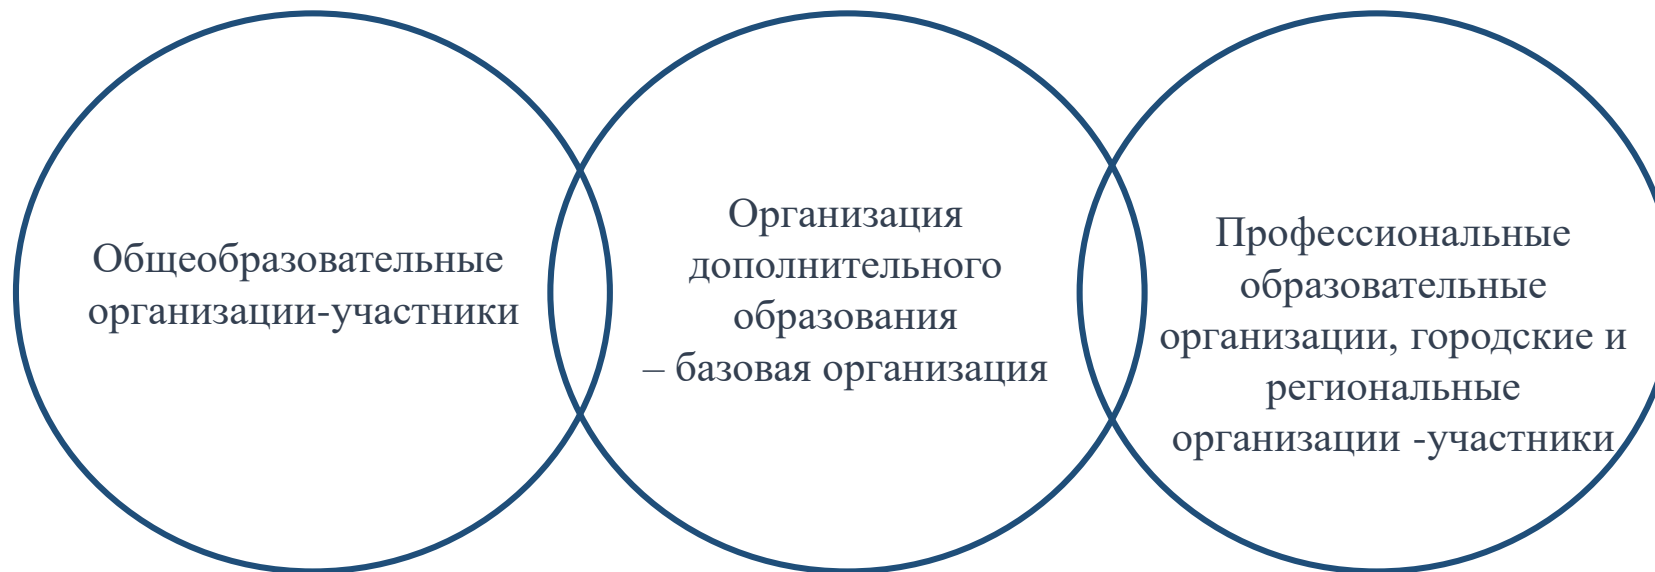 Общеобразовательные
организации-участники
Организация
дополнительного
образования
– базовая организация
Профессиональные
образовательные
организации, городские и
региональные
организации -участники